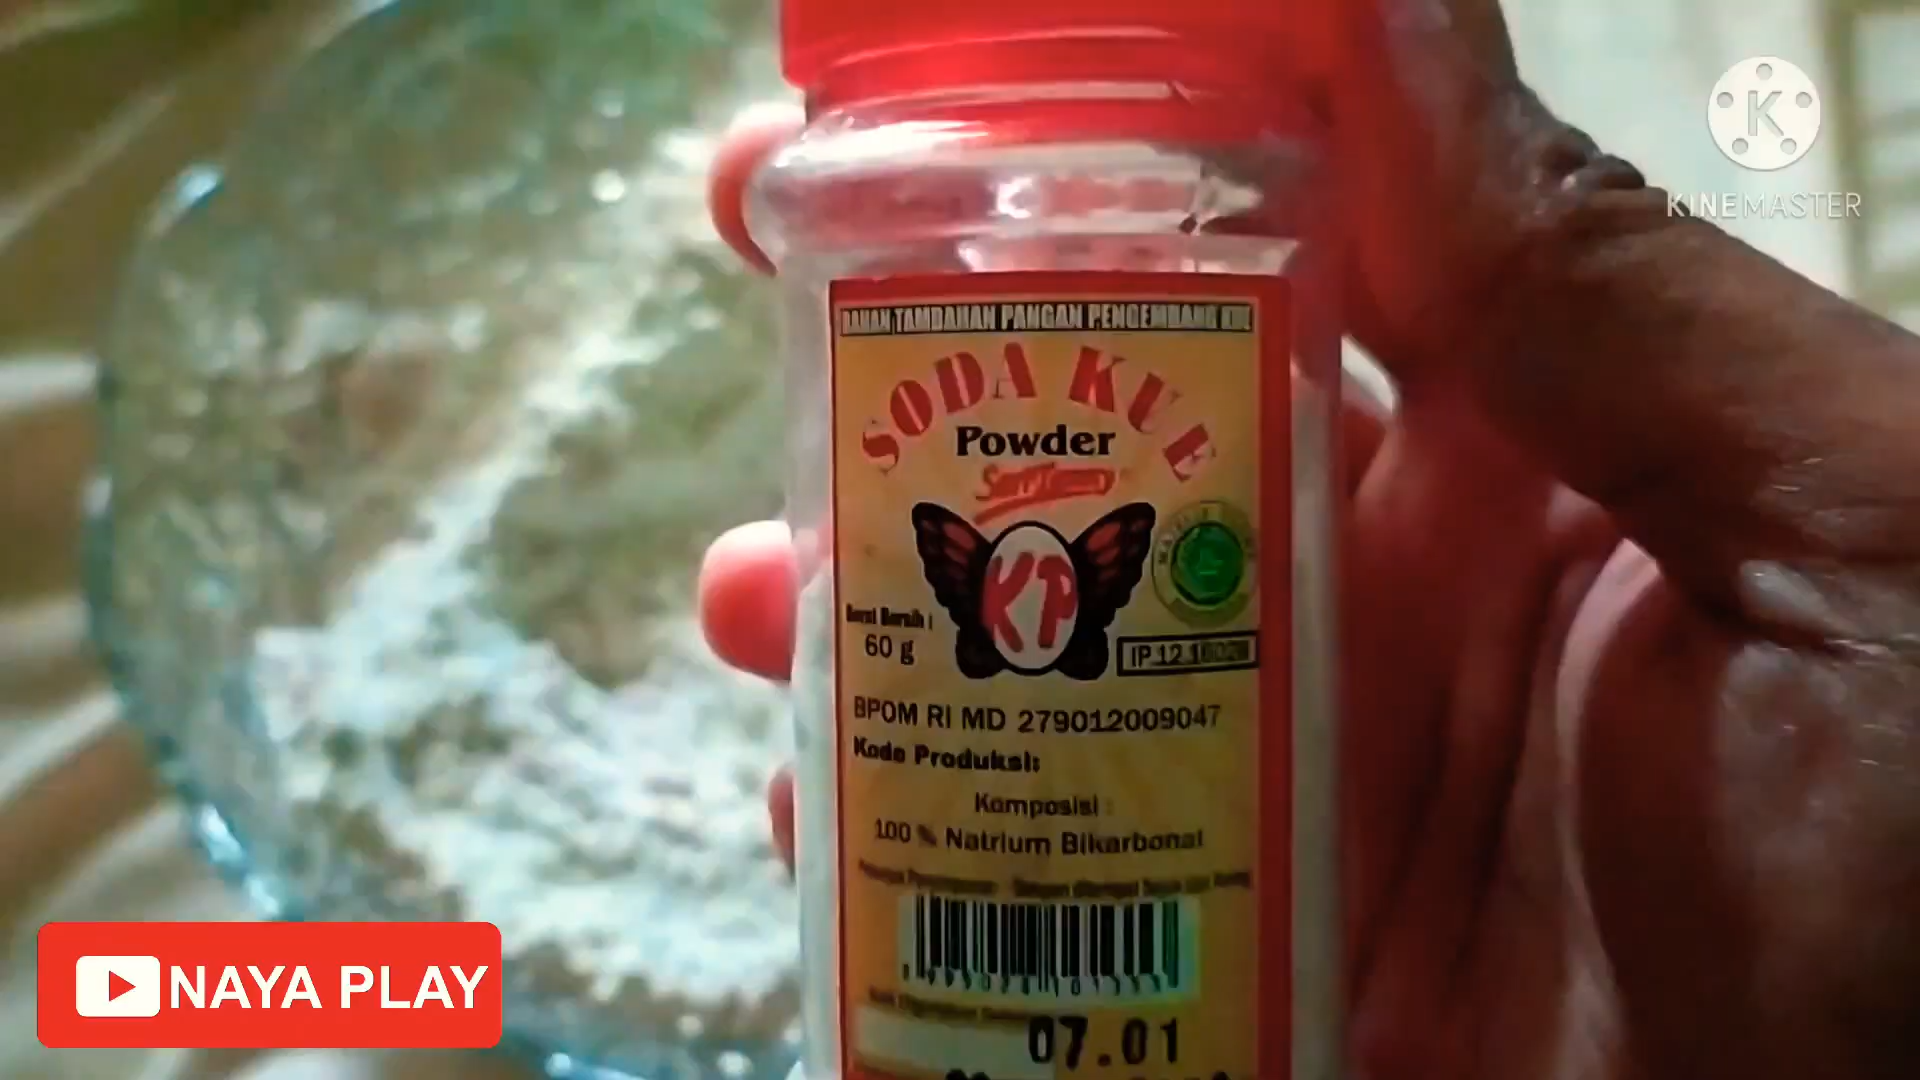 KINEMASTER
BAHAN TAMBAHAN PANGAN PENGEMBANG KUE
SODA KUE
Powder
KP
Berat Bersih :
60 g
IP 12
BPOM RI MD 279012009047
Kode Produksi:
Komposisi :
100 % Natrium Bikarbonat
07.01
NAYA PLAY